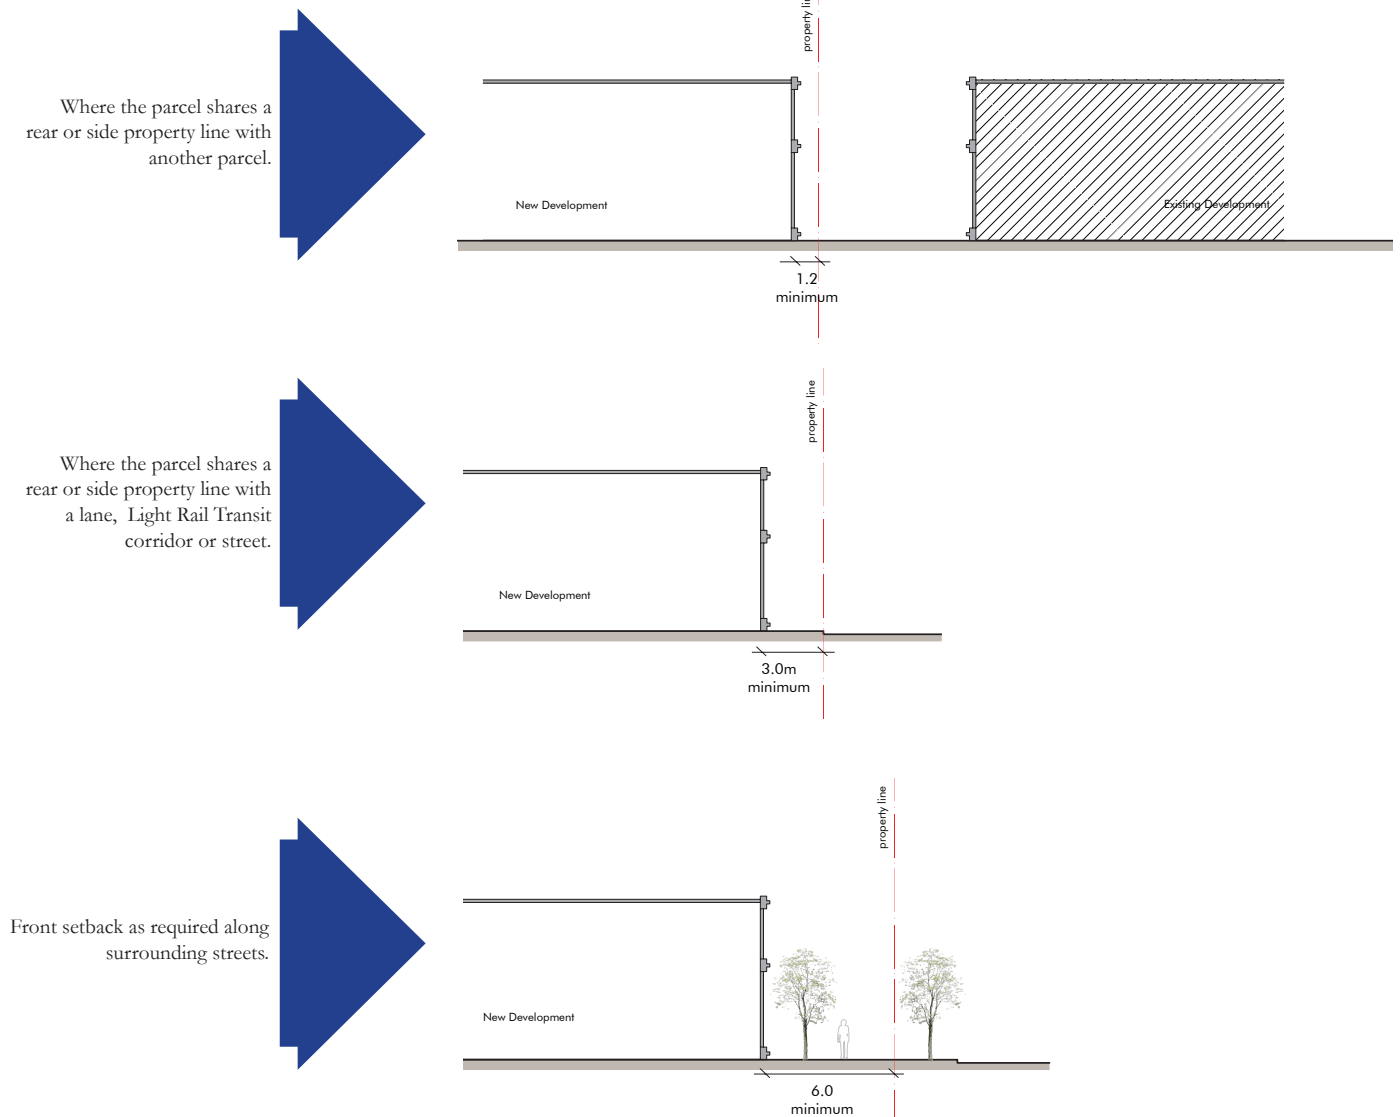 property li
Where the parcel shares a
rear or side property line with
another parcel.
New Development
Existing Development
1.2
minimum
property line
Where the parcel shares a
rear or side property line with
a lane,  Light Rail Transit
corridor or street.
New Development
3.0m
minimum
property line
Front setback as required along
surrounding streets.
New Development
6.0
minimum